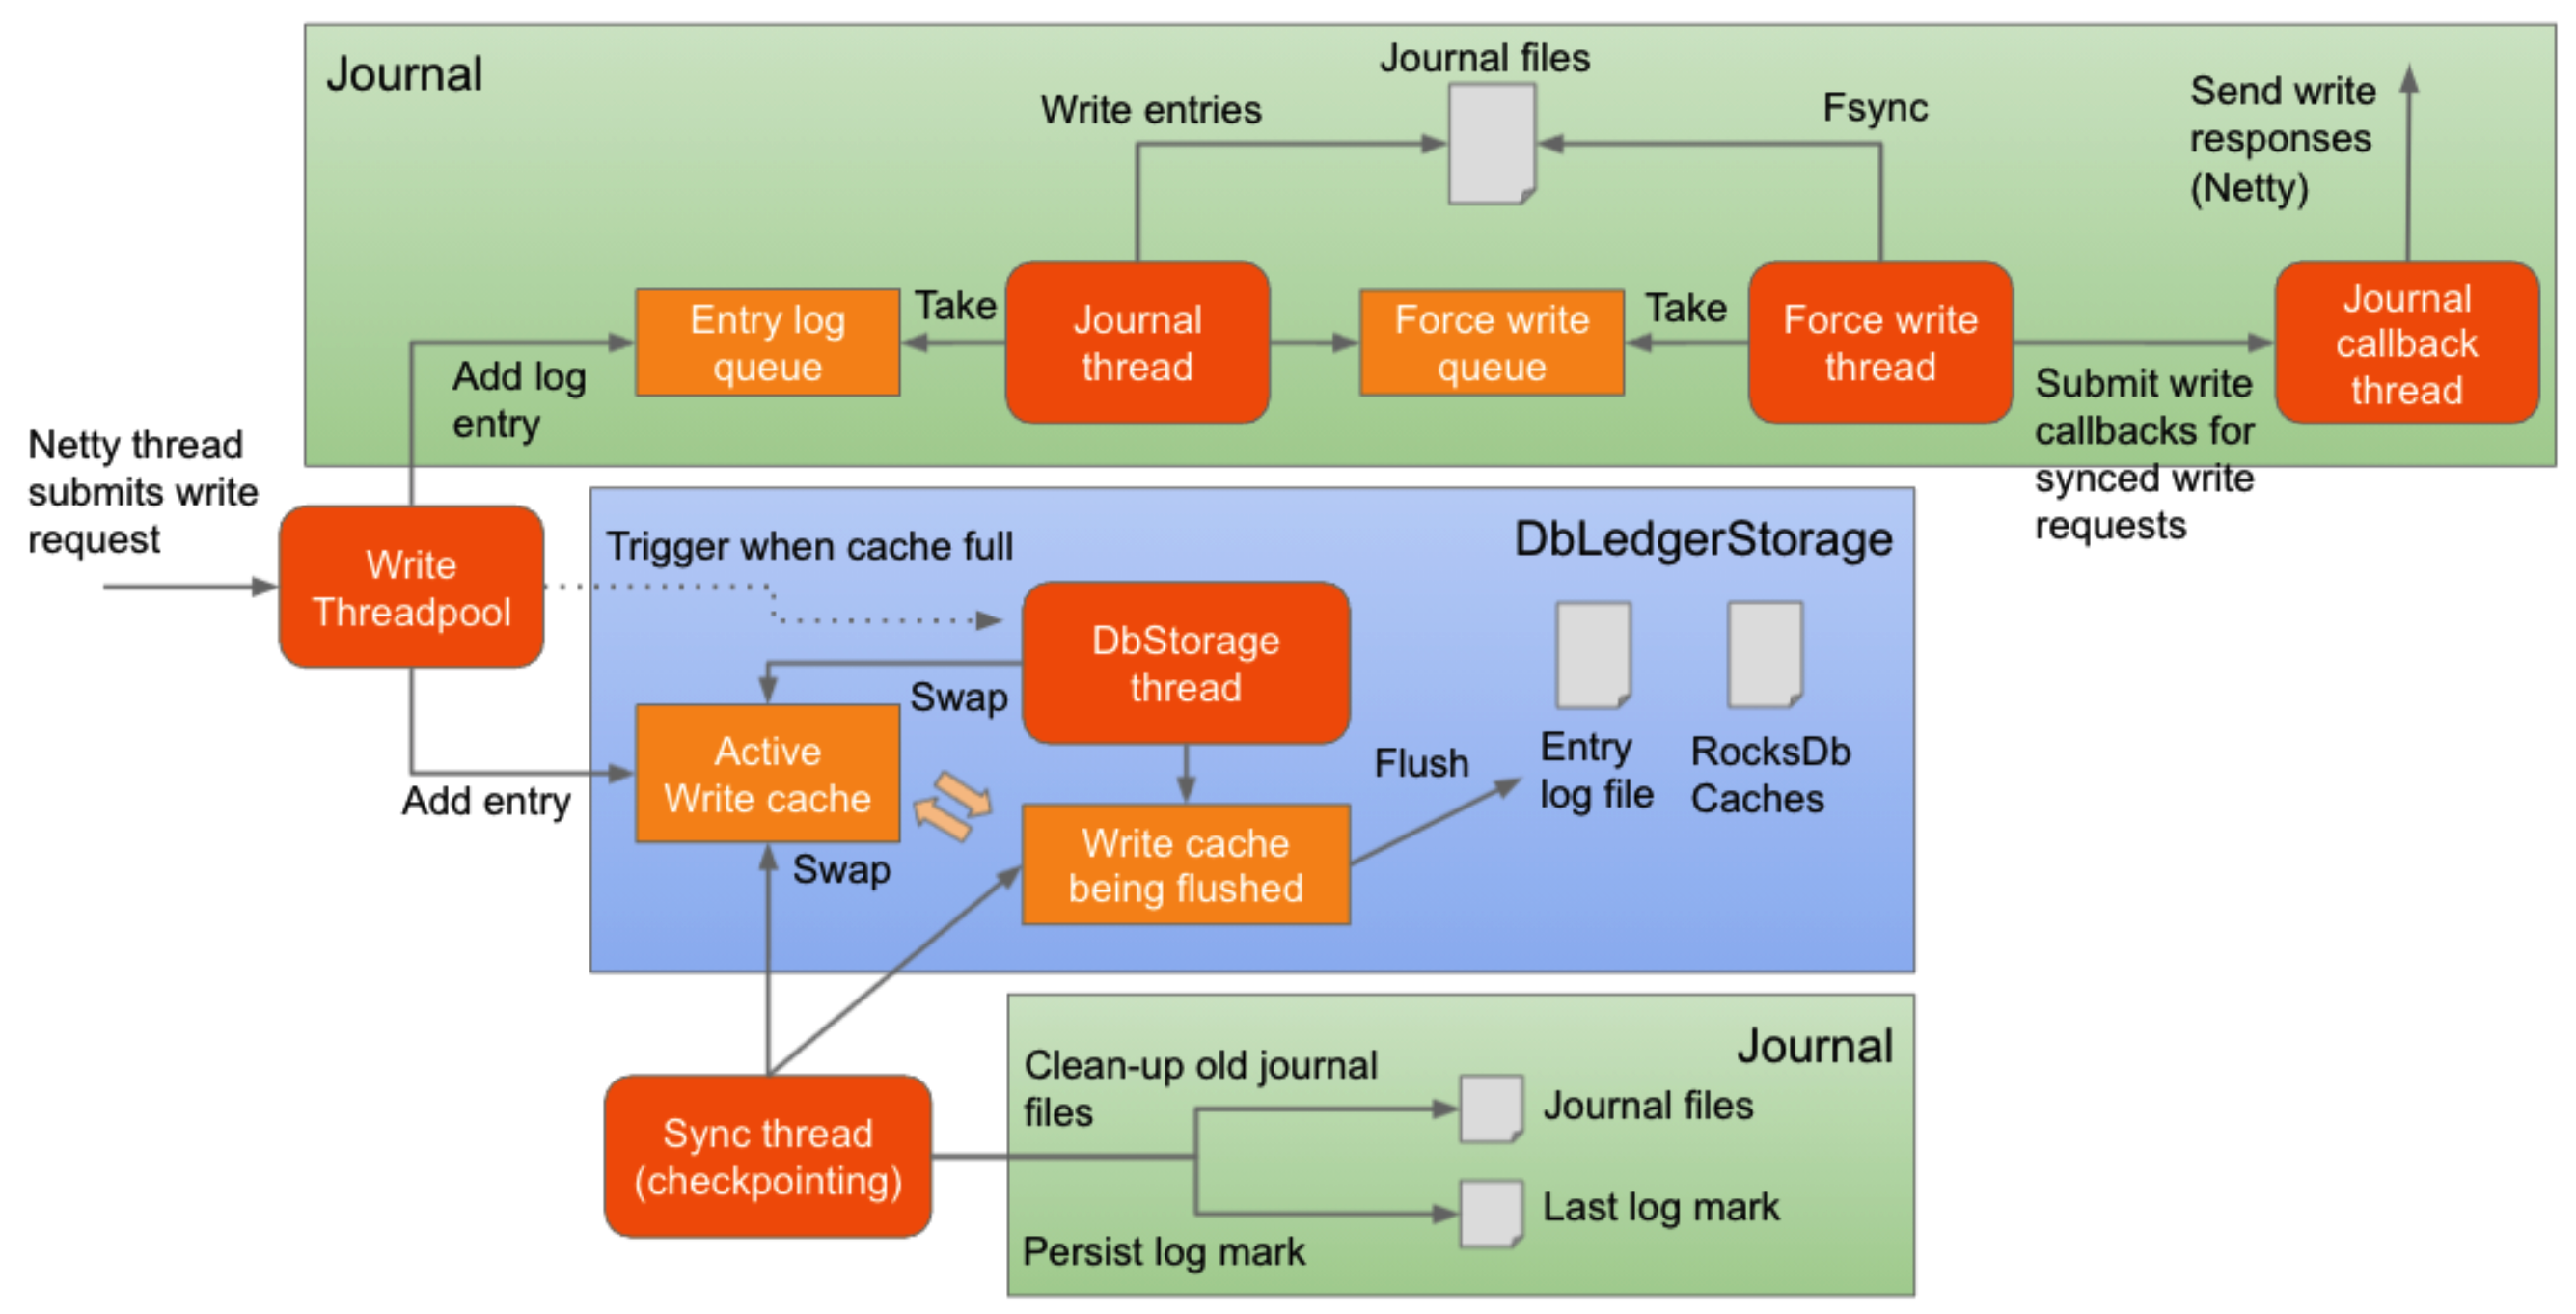 Journal
Journal files
Write entries
Fsync
Send write
responses
(Netty)
Entry log
queue
Take
Journal
thread
Force write
queue
Take
Force write
thread
Journal
callback
thread
Add log
entry
Submit write
callbacks for
synced write
requests
Netty thread
submits write
request
Write
Threadpool
Trigger when cache full
DbLedgerStorage
DbStorage
thread
Swap
Active
Write cache
Add entry
Flush
Entry
log file
RocksDb
Caches
Write cache
being flushed
Swap
Journal
Clean-up old journal
files
Journal files
Sync thread
(checkpointing)
Last log mark
Persist log mark